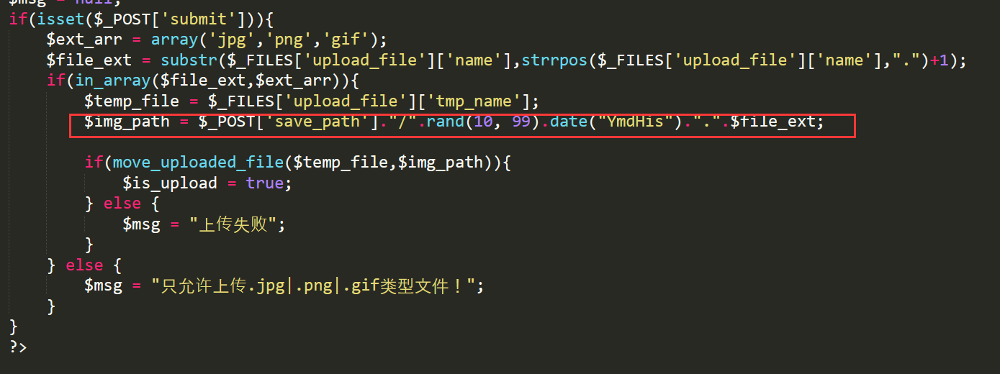 $msg = null;
if(isset($_POST['submit'])){
$ext_arr = array('jpg','png','gif');
$file_ext = substr($_FILES['upload_file']['name'],strrpos($_FILES['upload_file']['name'],".")+1);
if(in_array($file_ext,$ext_arr)){
$temp_file = $_FILES['upload_file']['tmp_name'];
$img_path = $_POST['save_path']."/".rand(10, 99).date("YmdHis").".".$file_ext;
if(move_uploaded_file($temp_file,$img_path)){
$is_upload = true;
} else {
$msg = "上传失败";
}
} else {
$msg = "只允许上传.jpg|.png|.gif类型文件！";
}
}
?>